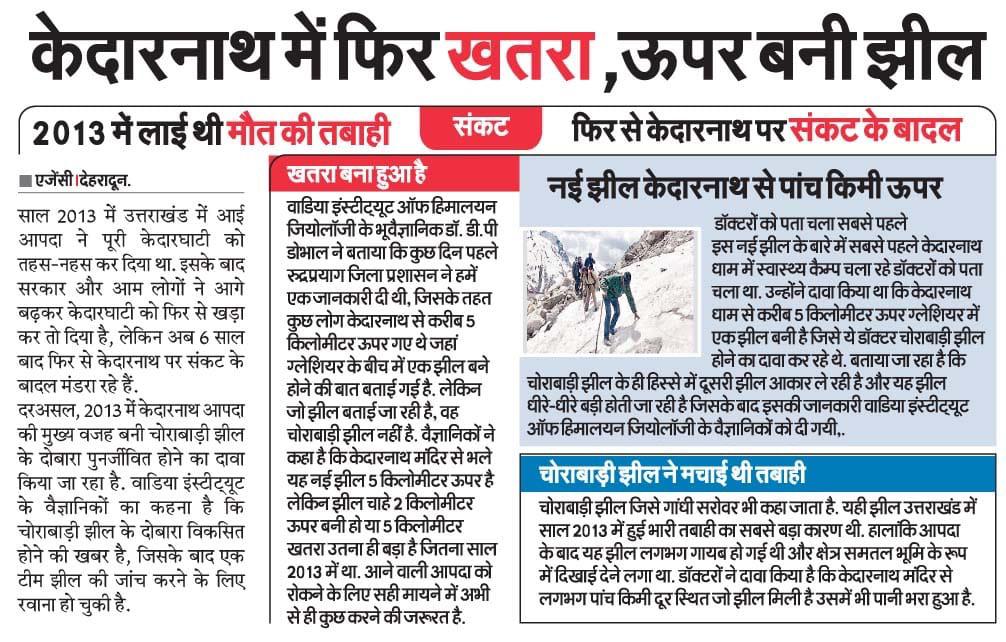 केदारनाथ में फिर खतरा ,ऊपर बनी झील
2013 में लाई थी मौत की तबाही
संकट
फिर से केदारनाथ पर संकट के बादल
एजेंसी।देहरादून.
साल 2013 में उत्तराखंड में आई
आपदा ने पूरी केदारघाटी को
तहस-नहस कर दिया था. इसके बाद
सरकार और आम लोगों ने आगे
बढ़कर केदारघाटी को फिर से खड़ा
कर तो दिया है, लेकिन अब 6 साल
बाद फिर से केदारनाथ पर संकट के
बादल मंडरा रहे हैं.
दरअसल, 2013 में केदारनाथ आपदा
की मुख्य वजह बनी चोराबाड़ी झील
के दोबारा पुनर्जीवित होने का दावा
किया जा रहा है. वाडिया इंस्टीट्यूट
के वैज्ञानिकों का कहना है कि
चोराबाड़ी झील के दोबारा विकसित
होने की खबर है, जिसके बाद एक
टीम झील की जांच करने के लिए
रवाना हो चुकी है.
खतरा बना हुआ है
वाडिया इंस्टीट्यूट ऑफ हिमालयन
जियोलॉजी के भूवैज्ञानिक डॉ. डी.पी
डोभाल ने बताया कि कुछ दिन पहले
रुद्रप्रयाग जिला प्रशासन ने हमें
एक जानकारी दी थी, जिसके तहत
कुछ लोग केदारनाथ से करीब 5
किलोमीटर ऊपर गए थे जहां
ग्लेशियर के बीच में एक झील बने
होने की बात बताई गई है. लेकिन
जो झील बताई जा रही है, वह
चोराबाड़ी झील नहीं है. वैज्ञानिकों ने
कहा है कि केदारनाथ मंदिर से भले
यह नई झील 5 किलोमीटर ऊपर है
लेकिन झील चाहे 2 किलोमीटर
ऊपर बनी हो या 5 किलोमीटर
खतरा उतना ही बड़ा है जितना साल
2013 में था. आने वाली आपदा को
रोकने के लिए सही मायने में अभी
से ही कुछ करने की जरूरत है.
नई झील केदारनाथ से पांच किमी ऊपर
डॉक्टरों को पता चला सबसे पहले
इस नई झील के बारे में सबसे पहले केदारनाथ
धाम में स्वास्थ्य कैम्प चला रहे डॉक्टरों को पता
चला था. उन्होंने दावा किया था कि केदारनाथ
धाम से करीब 5 किलोमीटर ऊपर ग्लेशियर में
एक झील बनी है जिसे ये डॉक्टर चोराबाड़ी झील
होने का दावा कर रहे थे. बताया जा रहा है कि
चोराबाड़ी झील के ही हिस्से में दूसरी झील आकार ले रही है और यह झील
धीरे-धीरे बड़ी होती जा रही है जिसके बाद इसकी जानकारी वाडिया इंस्टीट्यूट
ऑफ हिमालयन जियोलॉजी के वैज्ञानिकों को दी गयी,.
चोराबाड़ी झील ने मचाई थी तबाही
चोराबाड़ी झील जिसे गांधी सरोवर भी कहा जाता है. यही झील उत्तराखंड में
साल 2013 में हुई भारी तबाही का सबसे बड़ा कारण थी. हालांकि आपदा
के बाद यह झील लगभग गायब हो गई थी और क्षेत्र समतल भूमि के रूप
में दिखाई देने लगा था. डॉक्टरों ने दावा किया है कि केदारनाथ मंदिर से
लगभग पांच किमी दूर स्थित जो झील मिली है उसमें भी पानी भरा हुआ है.